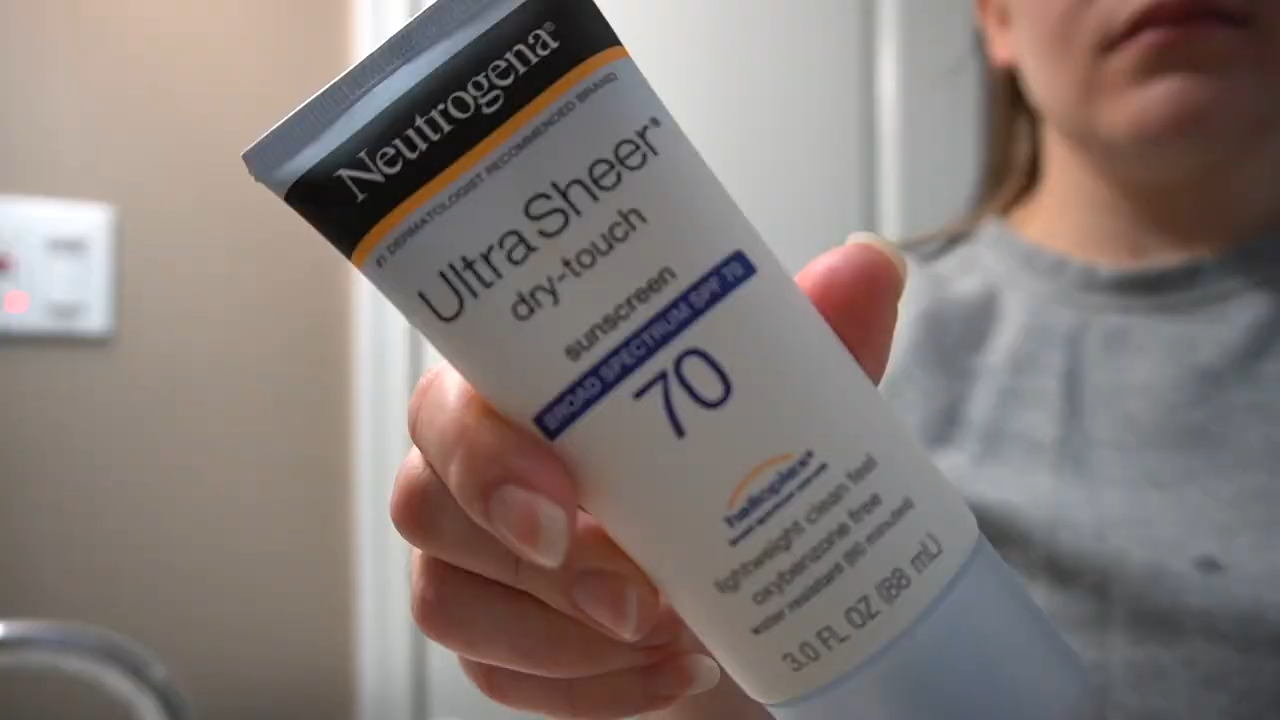 Neutrogena®
#1 DERMATOLOGIST RECOMMENDED BRAND
Ultra Sheer®
dry-touch
sunscreen
BROAD SPECTRUM SPF 70
70
helioplex®
lightweight clean feel
oxybenzone free
water resistant (80 minutes)
3.0 FL OZ (88 mL)